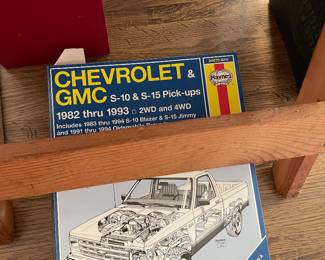 CHEVROLET &
GMC S-10 & S-15 Pick-ups
1982 thru 1993 □ 2WD and 4WD
Includes 1983 thru 1994 S-10 Blazer & S-15 Jimmy
and 1991 thru 1994 Oldsmobile
Haynes